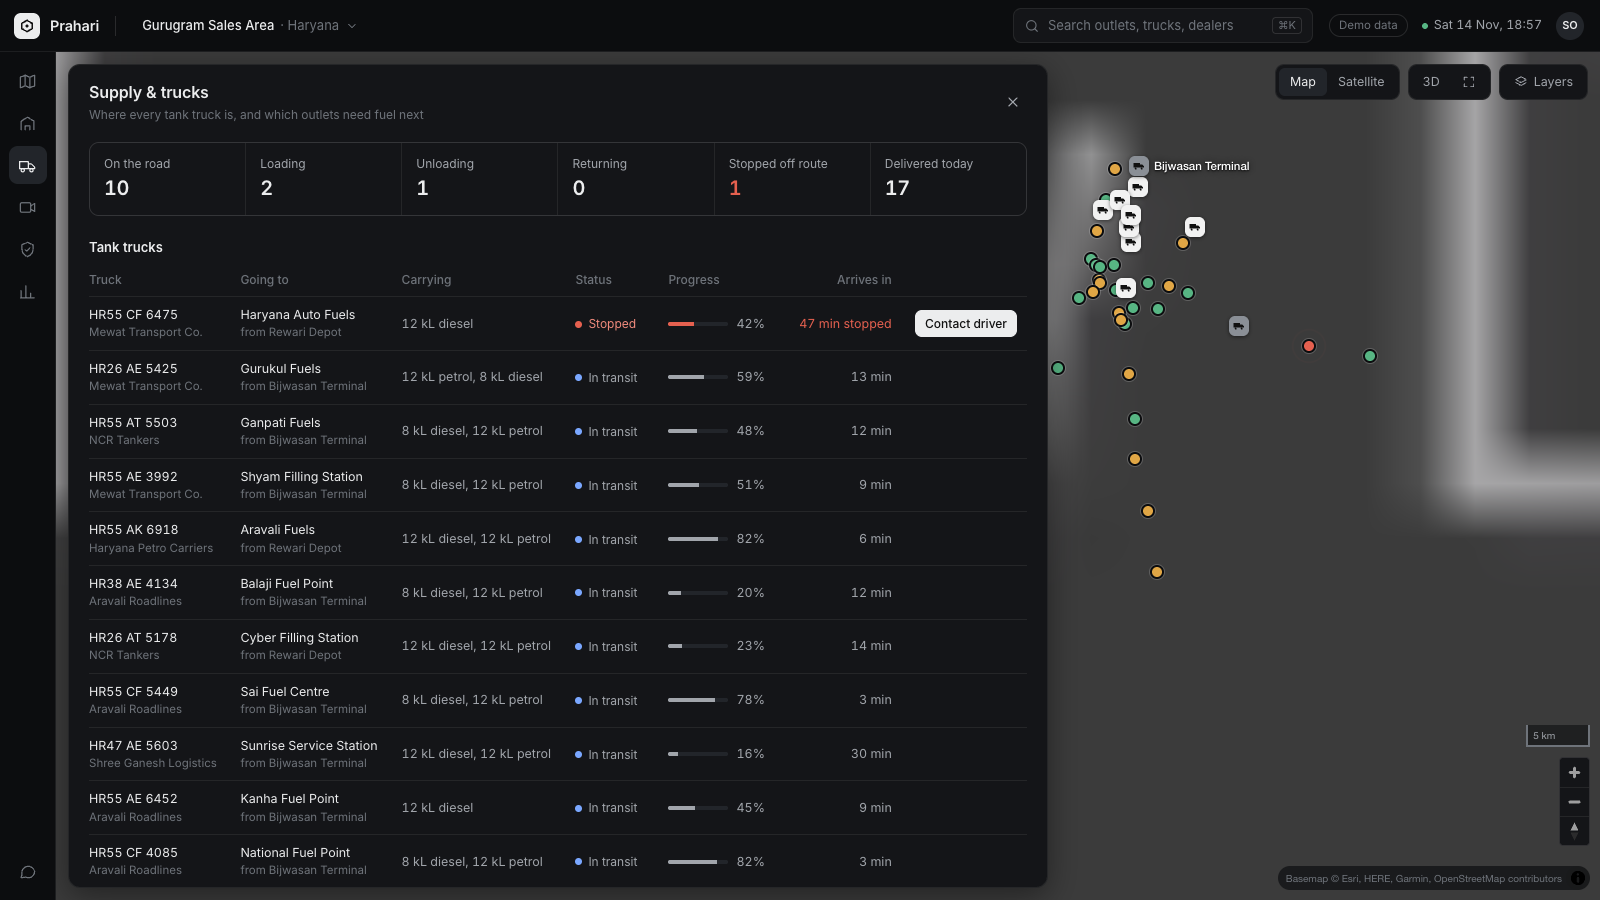 Prahari
Gurugram Sales Area · Haryana
Search outlets, trucks, dealers
⌘K
Demo data
Sat 14 Nov, 18:57
SO
Supply & trucks
Where every tank truck is, and which outlets need fuel next
On the road
10
Loading
2
Unloading
1
Returning
0
Stopped off route
1
Delivered today
17
Tank trucks
Truck Going to Carrying Status Progress Arrives in
HR55 CF 6475 Haryana Auto Fuels 12 kL diesel Stopped 42% 47 min stopped Contact driver
Mewat Transport Co. from Rewari Depot
HR26 AE 5425 Gurukul Fuels 12 kL petrol, 8 kL diesel In transit 59% 13 min
Mewat Transport Co. from Bijwasan Terminal
HR55 AT 5503 Ganpati Fuels 8 kL diesel, 12 kL petrol In transit 48% 12 min
NCR Tankers from Bijwasan Terminal
HR55 AE 3992 Shyam Filling Station 8 kL diesel, 12 kL petrol In transit 51% 9 min
Mewat Transport Co. from Bijwasan Terminal
HR55 AK 6918 Aravali Fuels 12 kL diesel, 12 kL petrol In transit 82% 6 min
Haryana Petro Carriers from Rewari Depot
HR38 AE 4134 Balaji Fuel Point 8 kL diesel, 12 kL petrol In transit 20% 12 min
Aravali Roadlines from Bijwasan Terminal
HR26 AT 5178 Cyber Filling Station 12 kL diesel, 12 kL petrol In transit 23% 14 min
NCR Tankers from Rewari Depot
HR55 CF 5449 Sai Fuel Centre 8 kL diesel, 12 kL petrol In transit 78% 3 min
Aravali Roadlines from Bijwasan Terminal
HR47 AE 5603 Sunrise Service Station 12 kL diesel, 12 kL petrol In transit 16% 30 min
Shree Ganesh Logistics from Bijwasan Terminal
HR55 AE 6452 Kanha Fuel Point 12 kL diesel In transit 45% 9 min
Aravali Roadlines from Bijwasan Terminal
HR55 CF 4085 National Fuel Point 8 kL diesel, 12 kL petrol In transit 82% 3 min
Aravali Roadlines from Bijwasan Terminal
Map
Satellite
3D
Layers
Bijwasan Terminal
5 km
Basemap © Esri, HERE, Garmin, OpenStreetMap contributors